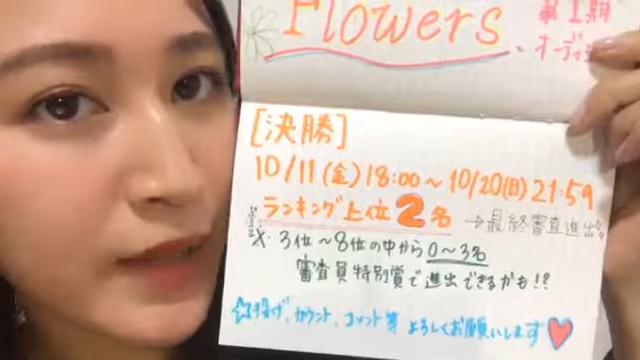 Flowers
第1期
オーディ
[決勝]
10/11(金)18:00~10/20(日)21:59
ランキング上位2名 →最終審査進出
※ 3位~8位の中から0~3名
審査員特別賞で進出できるかも!!
☆投げ、カウント、コメント等 よろしくお願いします♥